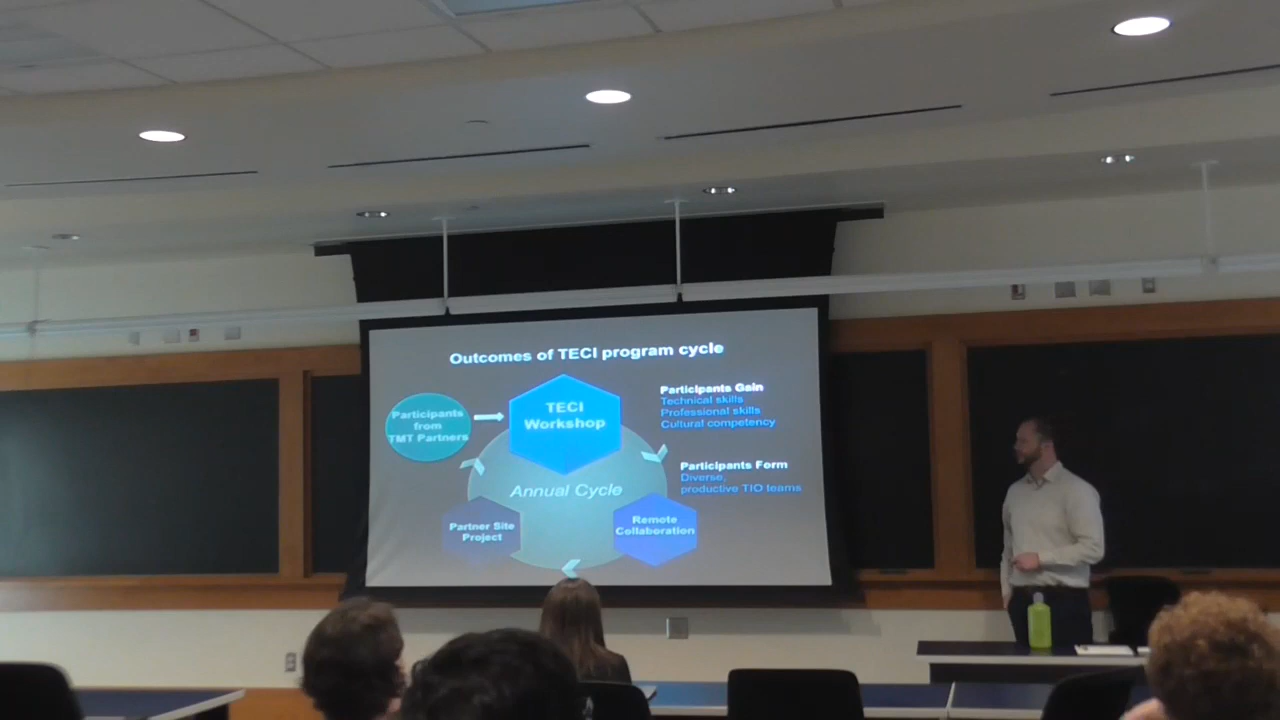 Outcomes of TECI program cycle
Participants
from
TMT Partners
TECI
Workshop
Participants Gain
Technical skills
Professional skills
Cultural competency
Participants Form
Diverse,
productive TIO teams
Annual Cycle
Partner Site
Project
Remote
Collaboration